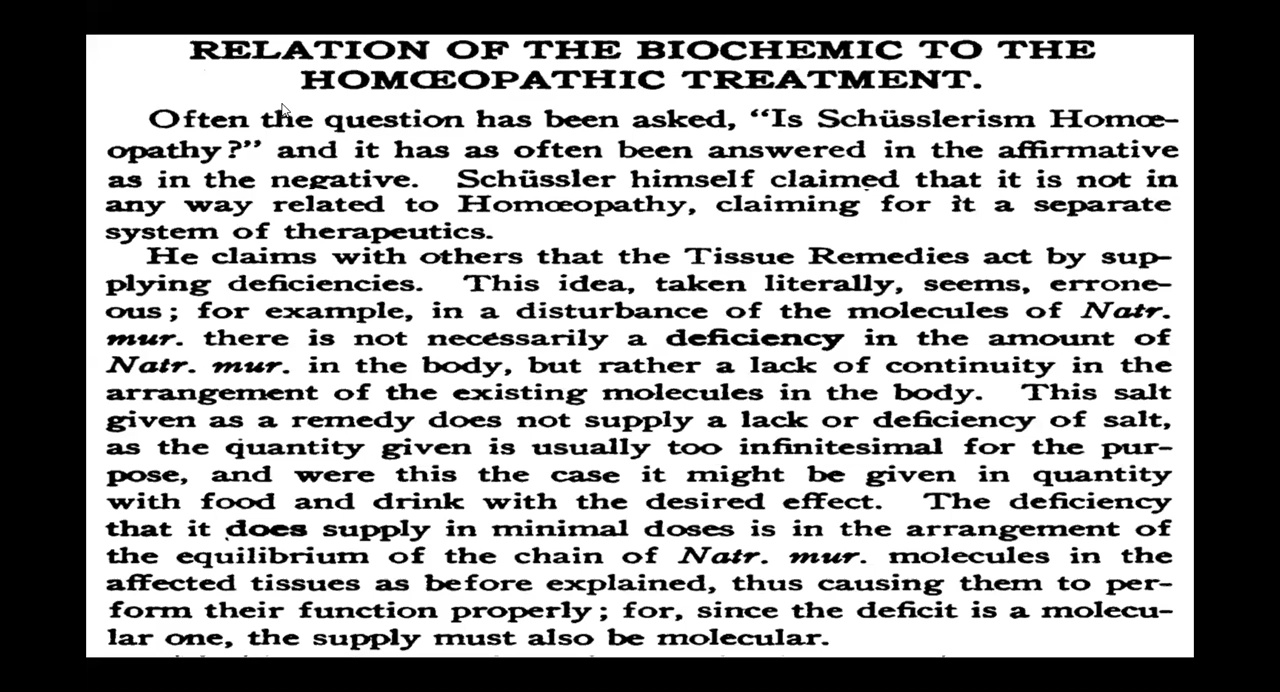 RELATION OF THE BIOCHEMIC TO THE
HOMŒOPATHIC TREATMENT.
Often the question has been asked, “Is Schüsslerism Homœ-
opathy?” and it has as often been answered in the affirmative
as in the negative. Schüssler himself claimed that it is not in
any way related to Homœopathy, claiming for it a separate
system of therapeutics.
He claims with others that the Tissue Remedies act by sup-
plying deficiencies. This idea, taken literally, seems, errone-
ous; for example, in a disturbance of the molecules of Natr.
mur. there is not necessarily a deficiency in the amount of
Natr. mur. in the body, but rather a lack of continuity in the
arrangement of the existing molecules in the body. This salt
given as a remedy does not supply a lack or deficiency of salt,
as the quantity given is usually too infinitesimal for the pur-
pose, and were this the case it might be given in quantity
with food and drink with the desired effect. The deficiency
that it does supply in minimal doses is in the arrangement of
the equilibrium of the chain of Natr. mur. molecules in the
affected tissues as before explained, thus causing them to per-
form their function properly; for, since the deficit is a molecu-
lar one, the supply must also be molecular.